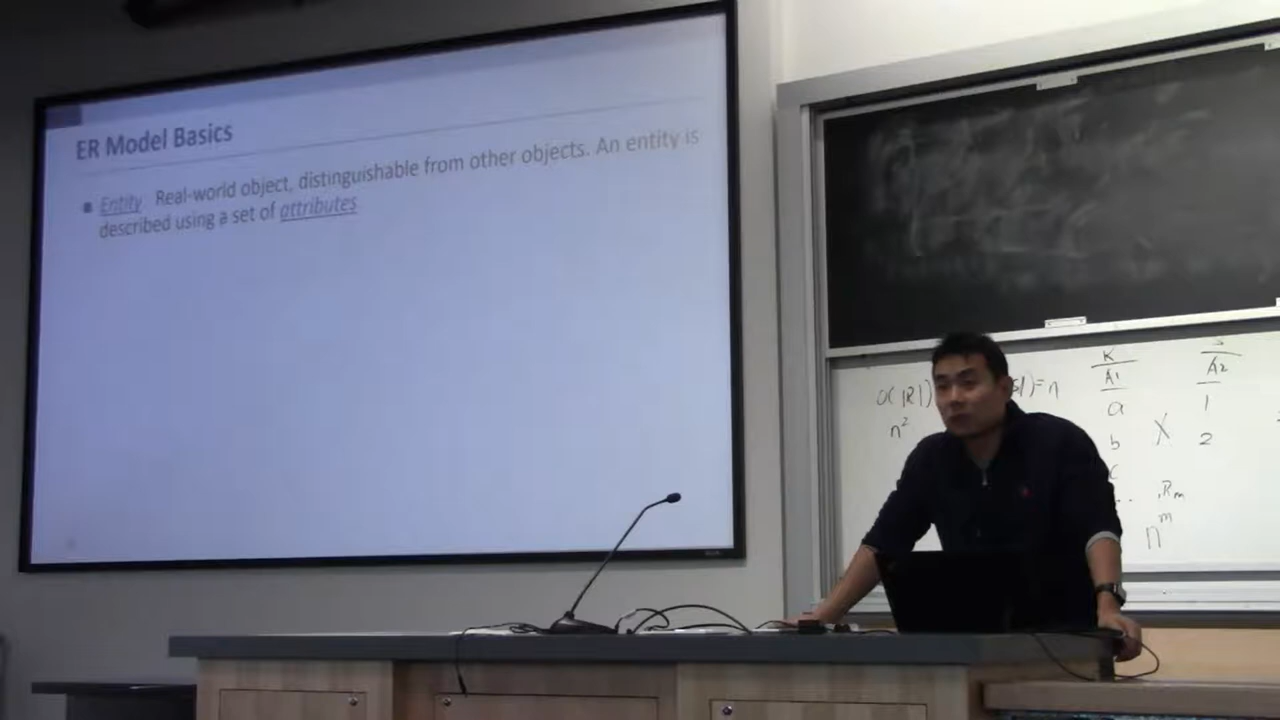 ER Model Basics
Entity Real-world object, distinguishable from other objects. An entity is
described using a set of attributes
O(|R|) |)=n
n²
K
A1
a
b
c
A2
1
X 2
.. , Rm
n^m